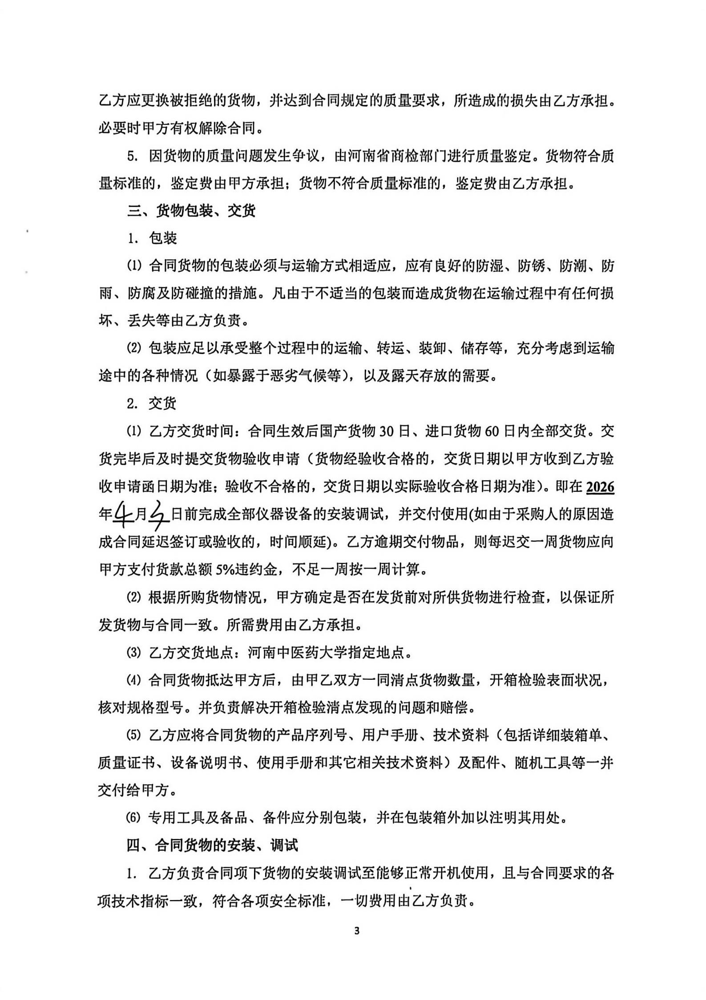 乙方应更换被拒绝的货物，并达到合同规定的质量要求，所造成的损失由乙方承担。
必要时甲方有权解除合同。
5. 因货物的质量问题发生争议，由河南省商检部门进行质量鉴定。货物符合质
量标准的，鉴定费由甲方承担；货物不符合质量标准的，鉴定费由乙方承担。
三、货物包装、交货
1. 包装
⑴ 合同货物的包装必须与运输方式相适应，应有良好的防湿、防锈、防潮、防
雨、防腐及防碰撞的措施。凡由于不适当的包装而造成货物在运输过程中有任何损
坏、丢失等由乙方负责。
⑵ 包装应足以承受整个过程中的运输、转运、装卸、储存等，充分考虑到运输
途中的各种情况（如暴露于恶劣气候等），以及露天存放的需要。
2. 交货
⑴ 乙方交货时间：合同生效后国产货物 30 日、进口货物 60 日内全部交货。交
货完毕后及时提交货物验收申请（货物经验收合格的，交货日期以甲方收到乙方验
收申请函日期为准；验收不合格的，交货日期以实际验收合格日期为准）。即在 2026
年 4 月 日前完成全部仪器设备的安装调试，并交付使用(如由于采购人的原因造
成合同延迟签订或验收的，时间顺延)。乙方逾期交付物品，则每迟交一周货物应向
甲方支付货款总额 5%违约金，不足一周按一周计算。
⑵ 根据所购货物情况，甲方确定是否在发货前对所供货物进行检查，以保证所
发货物与合同一致。所需费用由乙方承担。
⑶ 乙方交货地点：河南中医药大学指定地点。
⑷ 合同货物抵达甲方后，由甲乙双方一同清点货物数量，开箱检验表面状况，
核对规格型号。并负责解决开箱检验清点发现的问题和赔偿。
⑸ 乙方应将合同货物的产品序列号、用户手册、技术资料（包括详细装箱单、
质量证书、设备说明书、使用手册和其它相关技术资料）及配件、随机工具等一并
交付给甲方。
⑹ 专用工具及备品、备件应分别包装，并在包装箱外加以注明其用处。
四、合同货物的安装、调试
1. 乙方负责合同项下货物的安装调试至能够正常开机使用，且与合同要求的各
项技术指标一致，符合各项安全标准，一切费用由乙方负责。
3